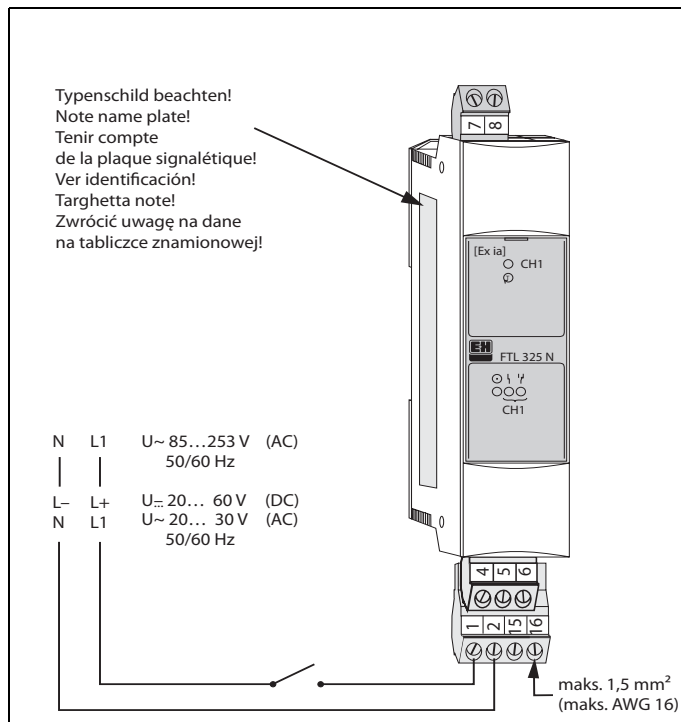 Typenschild beachten!
Note name plate!
Tenir compte
de la plaque signalétique!
Ver identificación!
Targhetta note!
Zwrócić uwagę na dane
na tabliczce znamionowej!
7 8
[Ex ia]
CH1
E+H
FTL 325 N
CH1
N L1 U~ 85…253 V (AC)
50/60 Hz
L– L+ U⎓ 20… 60 V (DC)
N L1 U~ 20… 30 V (AC)
50/60 Hz
4 5 6
1 2 15 16
maks. 1,5 mm²
(maks. AWG 16)